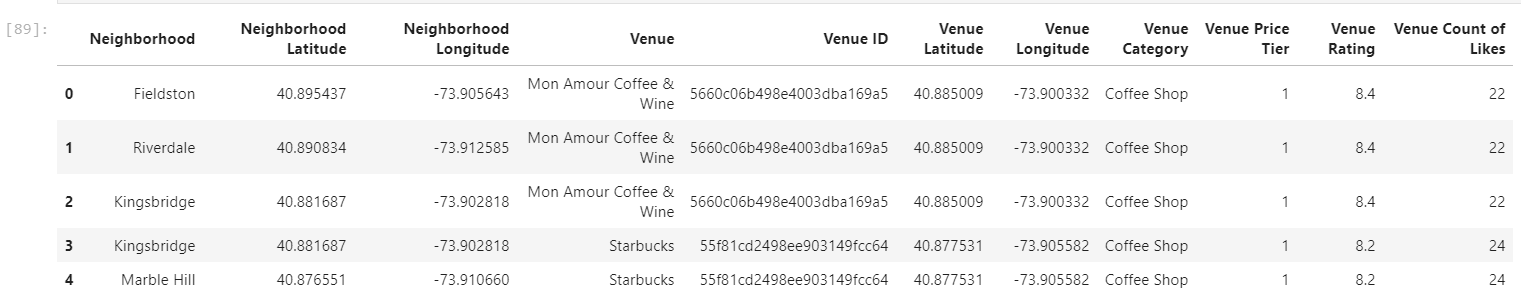 [89]:
Neighborhood Neighborhood Latitude Neighborhood Longitude Venue Venue ID Venue Latitude Venue Longitude Venue Category Venue Price Tier Venue Rating Venue Count of Likes
0 Fieldston 40.895437 -73.905643 Mon Amour Coffee & Wine 5660c06b498e4003dba169a5 40.885009 -73.900332 Coffee Shop 1 8.4 22
1 Riverdale 40.890834 -73.912585 Mon Amour Coffee & Wine 5660c06b498e4003dba169a5 40.885009 -73.900332 Coffee Shop 1 8.4 22
2 Kingsbridge 40.881687 -73.902818 Mon Amour Coffee & Wine 5660c06b498e4003dba169a5 40.885009 -73.900332 Coffee Shop 1 8.4 22
3 Kingsbridge 40.881687 -73.902818 Starbucks 55f81cd2498ee903149fcc64 40.877531 -73.905582 Coffee Shop 1 8.2 24
4 Marble Hill 40.876551 -73.910660 Starbucks 55f81cd2498ee903149fcc64 40.877531 -73.905582 Coffee Shop 1 8.2 24